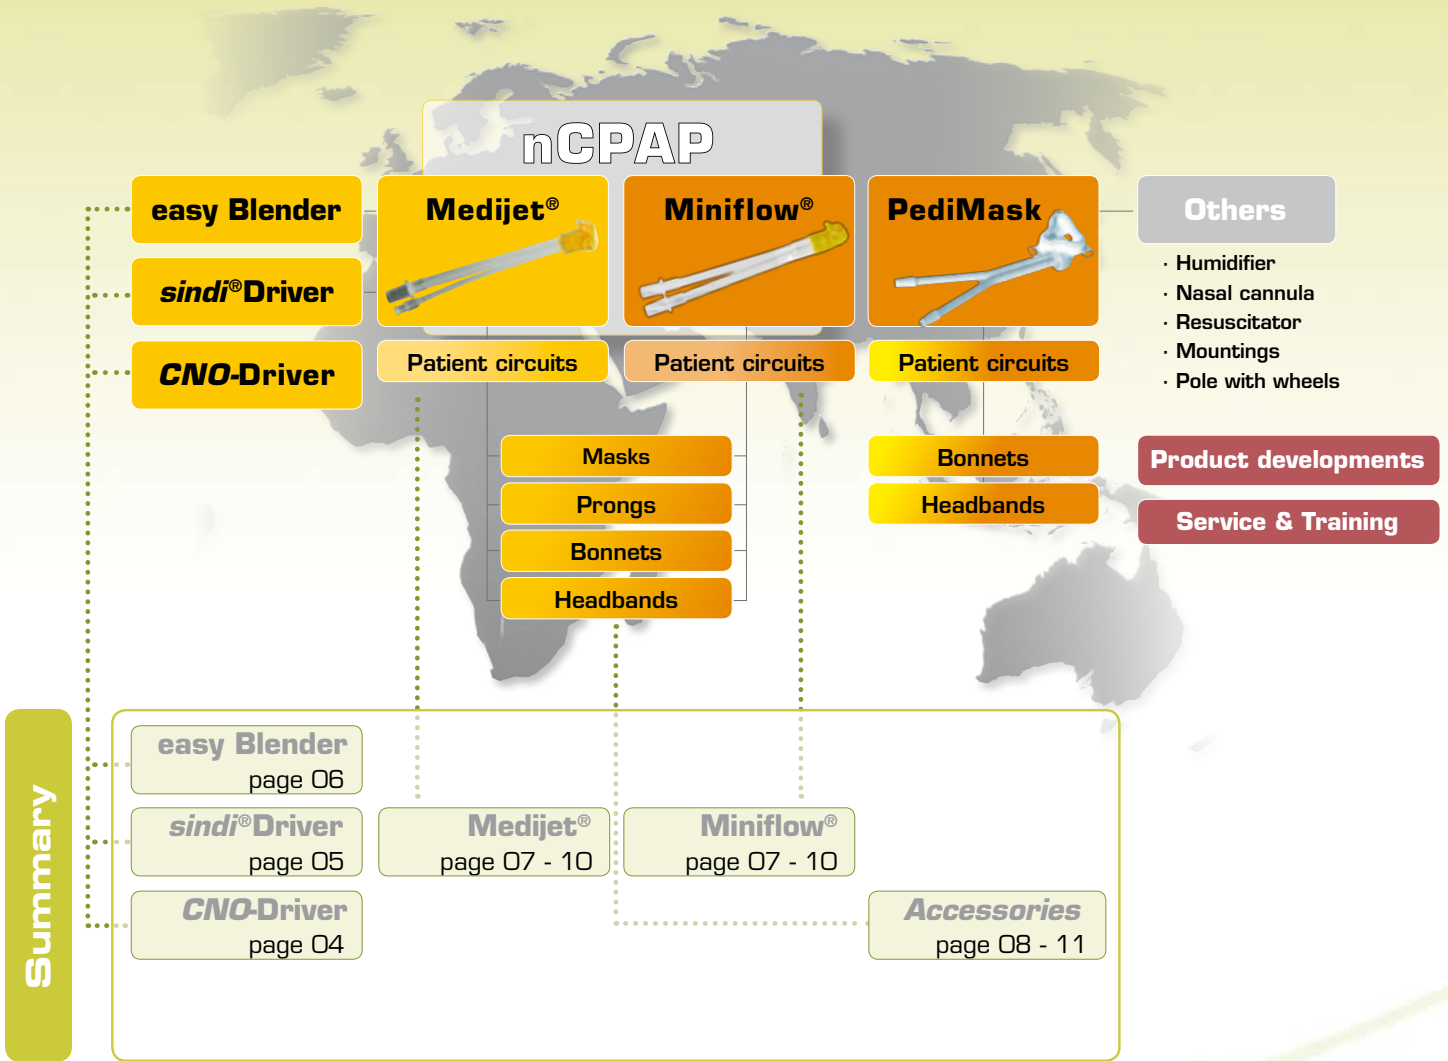 nCPAP
easy Blender
Medijet®
Miniflow®
PediMask
Others
sindi®Driver
CNO-Driver
· Humidifier
· Nasal cannula
· Resuscitator
· Mountings
· Pole with wheels
Patient circuits
Patient circuits
Patient circuits
Masks
Prongs
Bonnets
Headbands
Bonnets
Headbands
Product developments
Service & Training
Summary
easy Blender
page 06
sindi®Driver
page 05
Medijet®
page 07 - 10
Miniflow®
page 07 - 10
CNO-Driver
page 04
Accessories
page 08 - 11